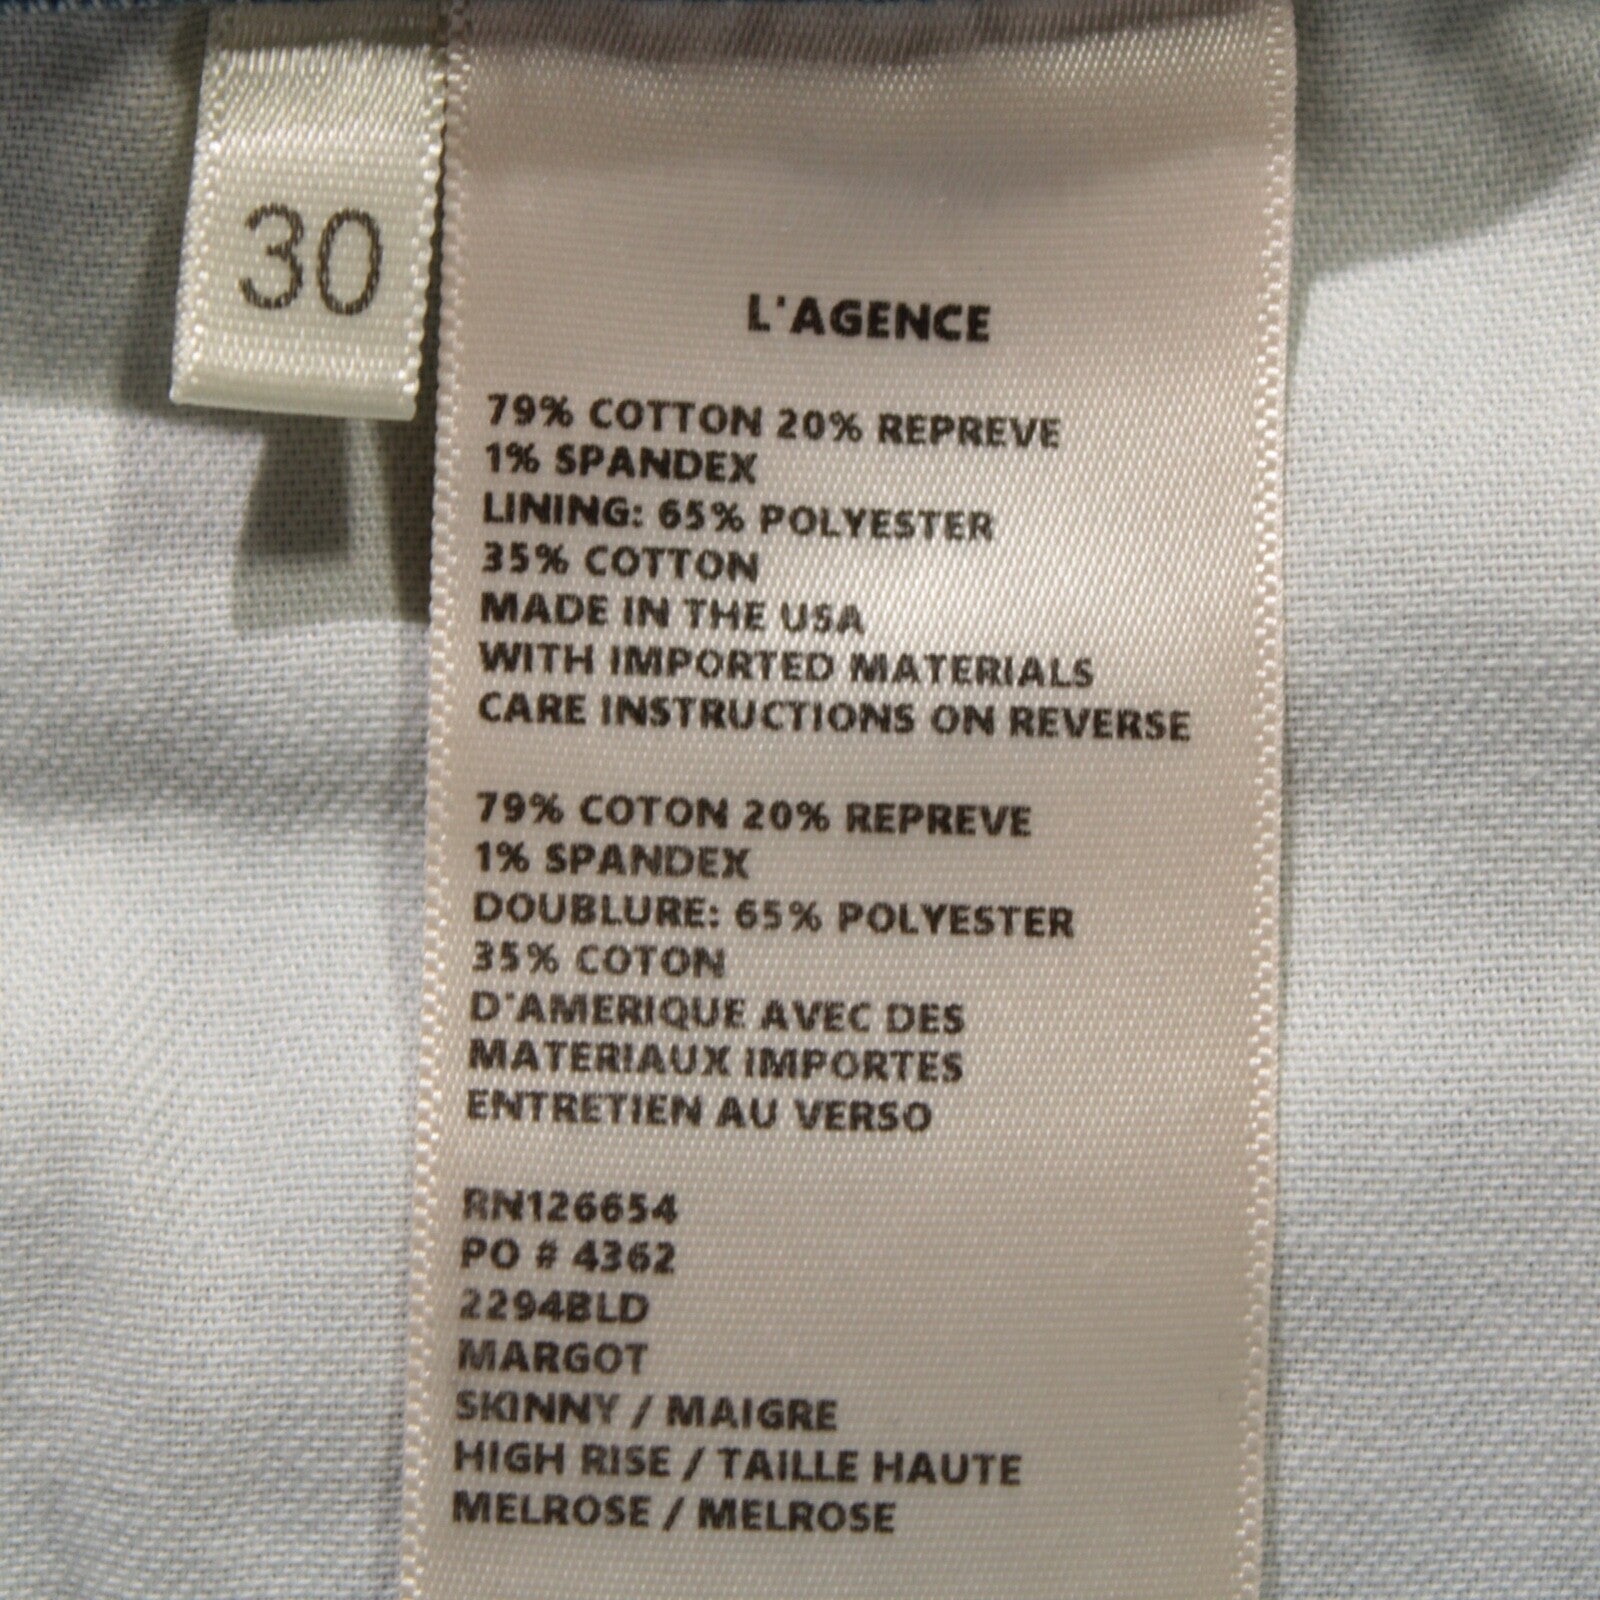 30
L'AGENCE
79% COTTON 20% REPREVE
1% SPANDEX
LINING: 65% POLYESTER
35% COTTON
MADE IN THE USA
WITH IMPORTED MATERIALS
CARE INSTRUCTIONS ON REVERSE
79% COTON 20% REPREVE
1% SPANDEX
DOUBLURE: 65% POLYESTER
35% COTON
D'AMERIQUE AVEC DES
MATERIAUX IMPORTES
ENTRETIEN AU VERSO
RN126654
PO # 4362
2294BLD
MARGOT
SKINNY / MAIGRE
HIGH RISE / TAILLE HAUTE
MELROSE / MELROSE